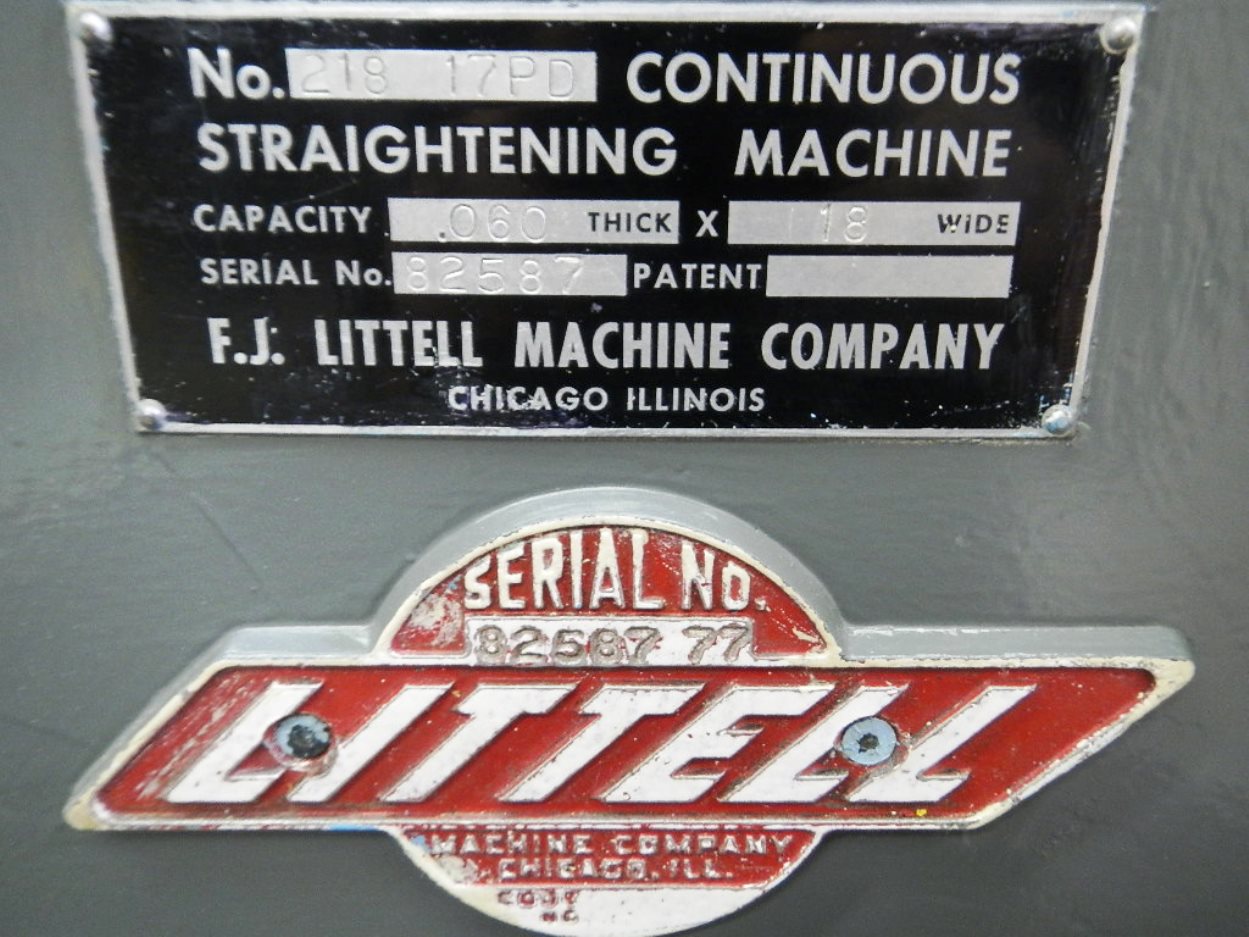 No. 218 17PD CONTINUOUS
STRAIGHTENING MACHINE
CAPACITY .060 THICK X 18 WIDE
SERIAL No. 82587 PATENT
F.J. LITTELL MACHINE COMPANY
CHICAGO ILLINOIS
SERIAL NO.
82587 77
LITTELL
MACHINE COMPANY
CHICAGO, ILL.